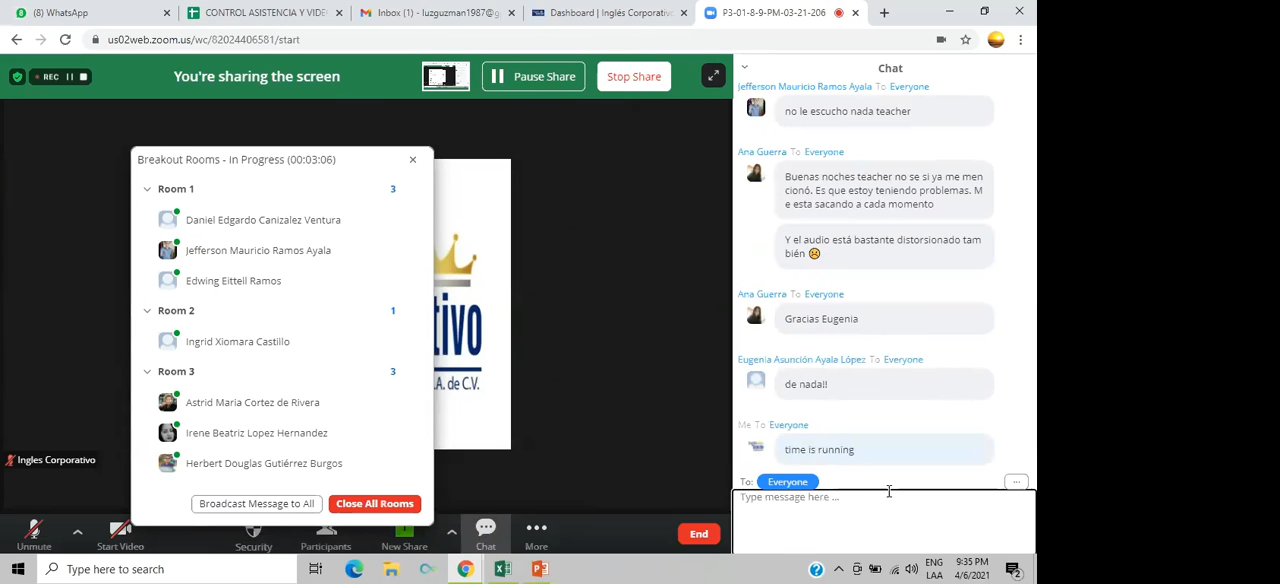 (8) WhatsApp
CONTROL ASISTENCIA Y VIDE
Inbox (1) - luzguzman1987@g
Dashboard | Inglés Corporativo
P3-01-8-9-PM-03-21-206
us02web.zoom.us/wc/82024406581/start
REC
You're sharing the screen
Pause Share
Stop Share
Breakout Rooms - In Progress (00:03:06)
Room 1
3
Daniel Edgardo Canizalez Ventura
Jefferson Mauricio Ramos Ayala
Edwing Eittell Ramos
Room 2
1
Ingrid Xiomara Castillo
Room 3
3
Astrid María Cortez de Rivera
Irene Beatriz Lopez Hernandez
Herbert Douglas Gutiérrez Burgos
Broadcast Message to All
Close All Rooms
tivo
.A. de C.V.
Ingles Corporativo
Chat
Jefferson Mauricio Ramos Ayala To Everyone
no le escucho nada teacher
Ana Guerra To Everyone
Buenas noches teacher no se si ya me men
cionó. Es que estoy teniendo problemas. M
e esta sacando a cada momento
Y el audio está bastante distorsionado tam
bién ☹
Ana Guerra To Everyone
Gracias Eugenia
Eugenia Asunción Ayala López To Everyone
de nada!!
Me To Everyone
time is running
To: Everyone
...
Type message here ...
Unmute
Start Video
Security
Participants
New Share
Chat
More
End
Type here to search
ENG
LAA
9:35 PM
4/6/2021
2